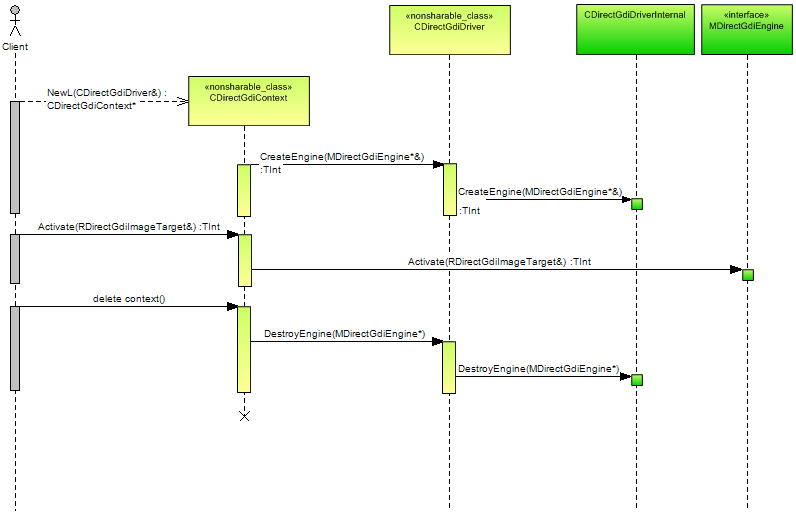 «nonsharable_class»
CDirectGdiDriver
CDirectGdiDriverInternal
«interface»
MDirectGdiEngine
Client
«nonsharable_class»
CDirectGdiContext
NewL(CDirectGdiDriver&) :
CDirectGdiContext*
CreateEngine(MDirectGdiEngine*&)
:TInt
CreateEngine(MDirectGdiEngine*&)
:TInt
Activate(RDirectGdiImageTarget&) :TInt
Activate(RDirectGdiImageTarget&) :TInt
delete context()
DestroyEngine(MDirectGdiEngine*)
DestroyEngine(MDirectGdiEngine*)